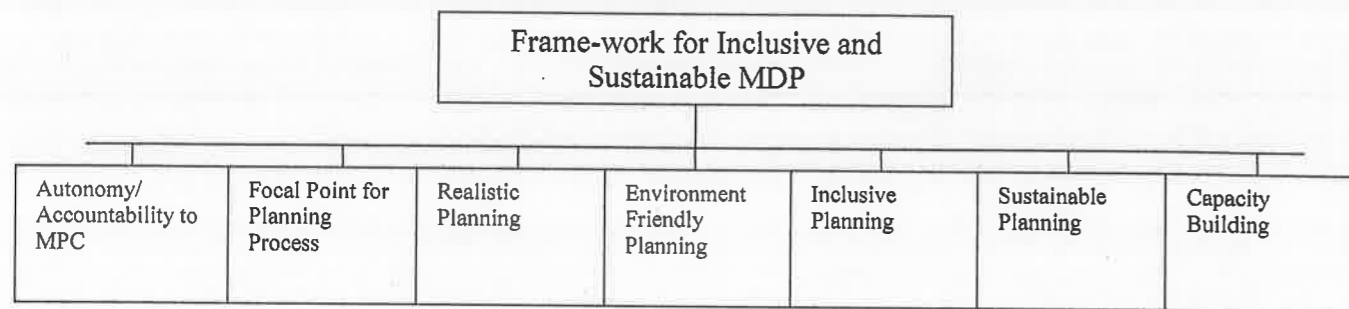 Frame-work for Inclusive and
Sustainable MDP
Autonomy/
Accountability to
MPC
Focal Point for
Planning
Process
Realistic
Planning
Environment
Friendly
Planning
Inclusive
Planning
Sustainable
Planning
Capacity
Building